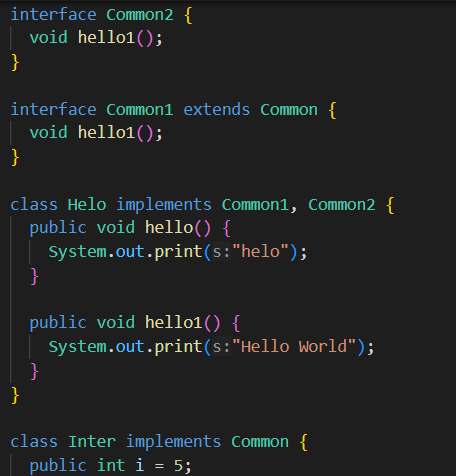 interface Common2 {
void hello1();
}
interface Common1 extends Common {
void hello1();
}
class Helo implements Common1, Common2 {
public void hello() {
System.out.print(s:"helo");
}
public void hello1() {
System.out.print(s:"Hello World");
}
}
class Inter implements Common {
public int i = 5;